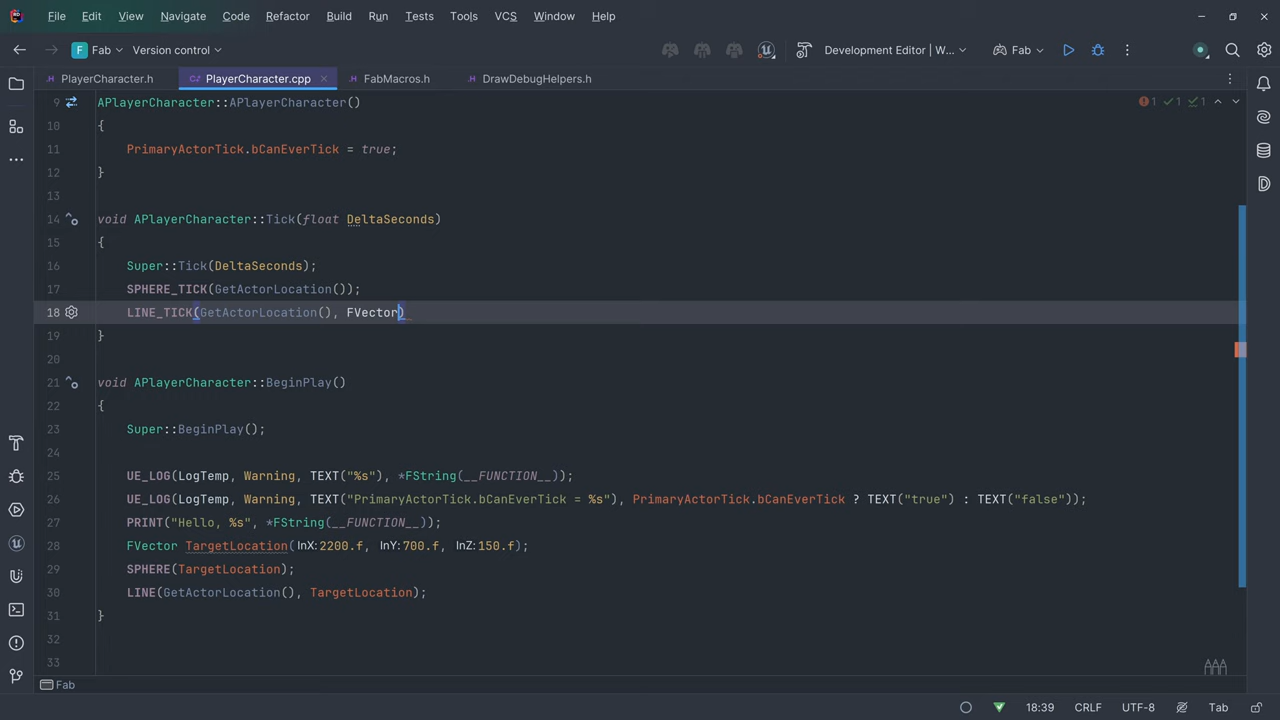 File Edit View Navigate Code Refactor Build Run Tests Tools VCS Window Help
F Fab Version control Development Editor | W... Fab
PlayerCharacter.h PlayerCharacter.cpp FabMacros.h DrawDebugHelpers.h
9 APlayerCharacter::APlayerCharacter() 1 1 1
10 {
11 PrimaryActorTick.bCanEverTick = true;
12 }
13
14 void APlayerCharacter::Tick(float DeltaSeconds)
15 {
16 Super::Tick(DeltaSeconds);
17 SPHERE_TICK(GetActorLocation());
18 LINE_TICK(GetActorLocation(), FVector)
19 }
20
21 void APlayerCharacter::BeginPlay()
22 {
23 Super::BeginPlay();
24
25 UE_LOG(LogTemp, Warning, TEXT("%s"), *FString(__FUNCTION__));
26 UE_LOG(LogTemp, Warning, TEXT("PrimaryActorTick.bCanEverTick = %s"), PrimaryActorTick.bCanEverTick ? TEXT("true") : TEXT("false"));
27 PRINT("Hello, %s", *FString(__FUNCTION__));
28 FVector TargetLocation(InX:2200.f, InY:700.f, InZ:150.f);
29 SPHERE(TargetLocation);
30 LINE(GetActorLocation(), TargetLocation);
31 }
32
33
Fab
18:39 CRLF UTF-8 Tab